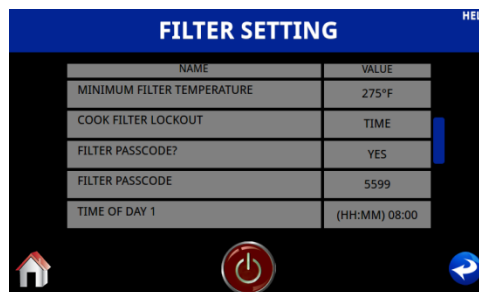 FILTER SETTING
NAME VALUE
MINIMUM FILTER TEMPERATURE 275°F
COOK FILTER LOCKOUT TIME
FILTER PASSCODE? YES
FILTER PASSCODE 5599
TIME OF DAY 1 (HH:MM) 08:00